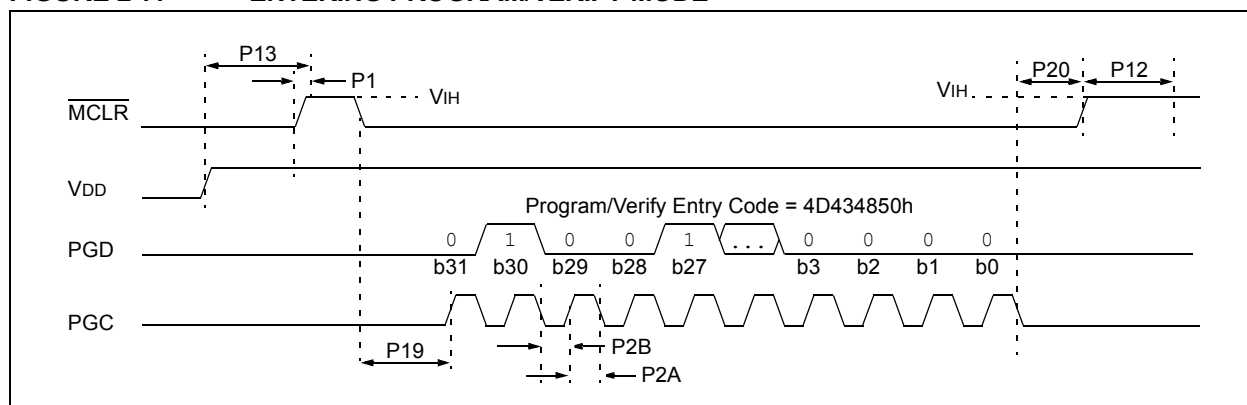 FIGURE 2-11: ENTERING PROGRAM/VERIFY MODE
P13
P1
P20
P12
VIH
VIH
MCLR
VDD
Program/Verify Entry Code = 4D434850h
PGD
0 1 0 0 1 ... 0 0 0 0
b31 b30 b29 b28 b27 b3 b2 b1 b0
PGC
P19
P2B
P2A